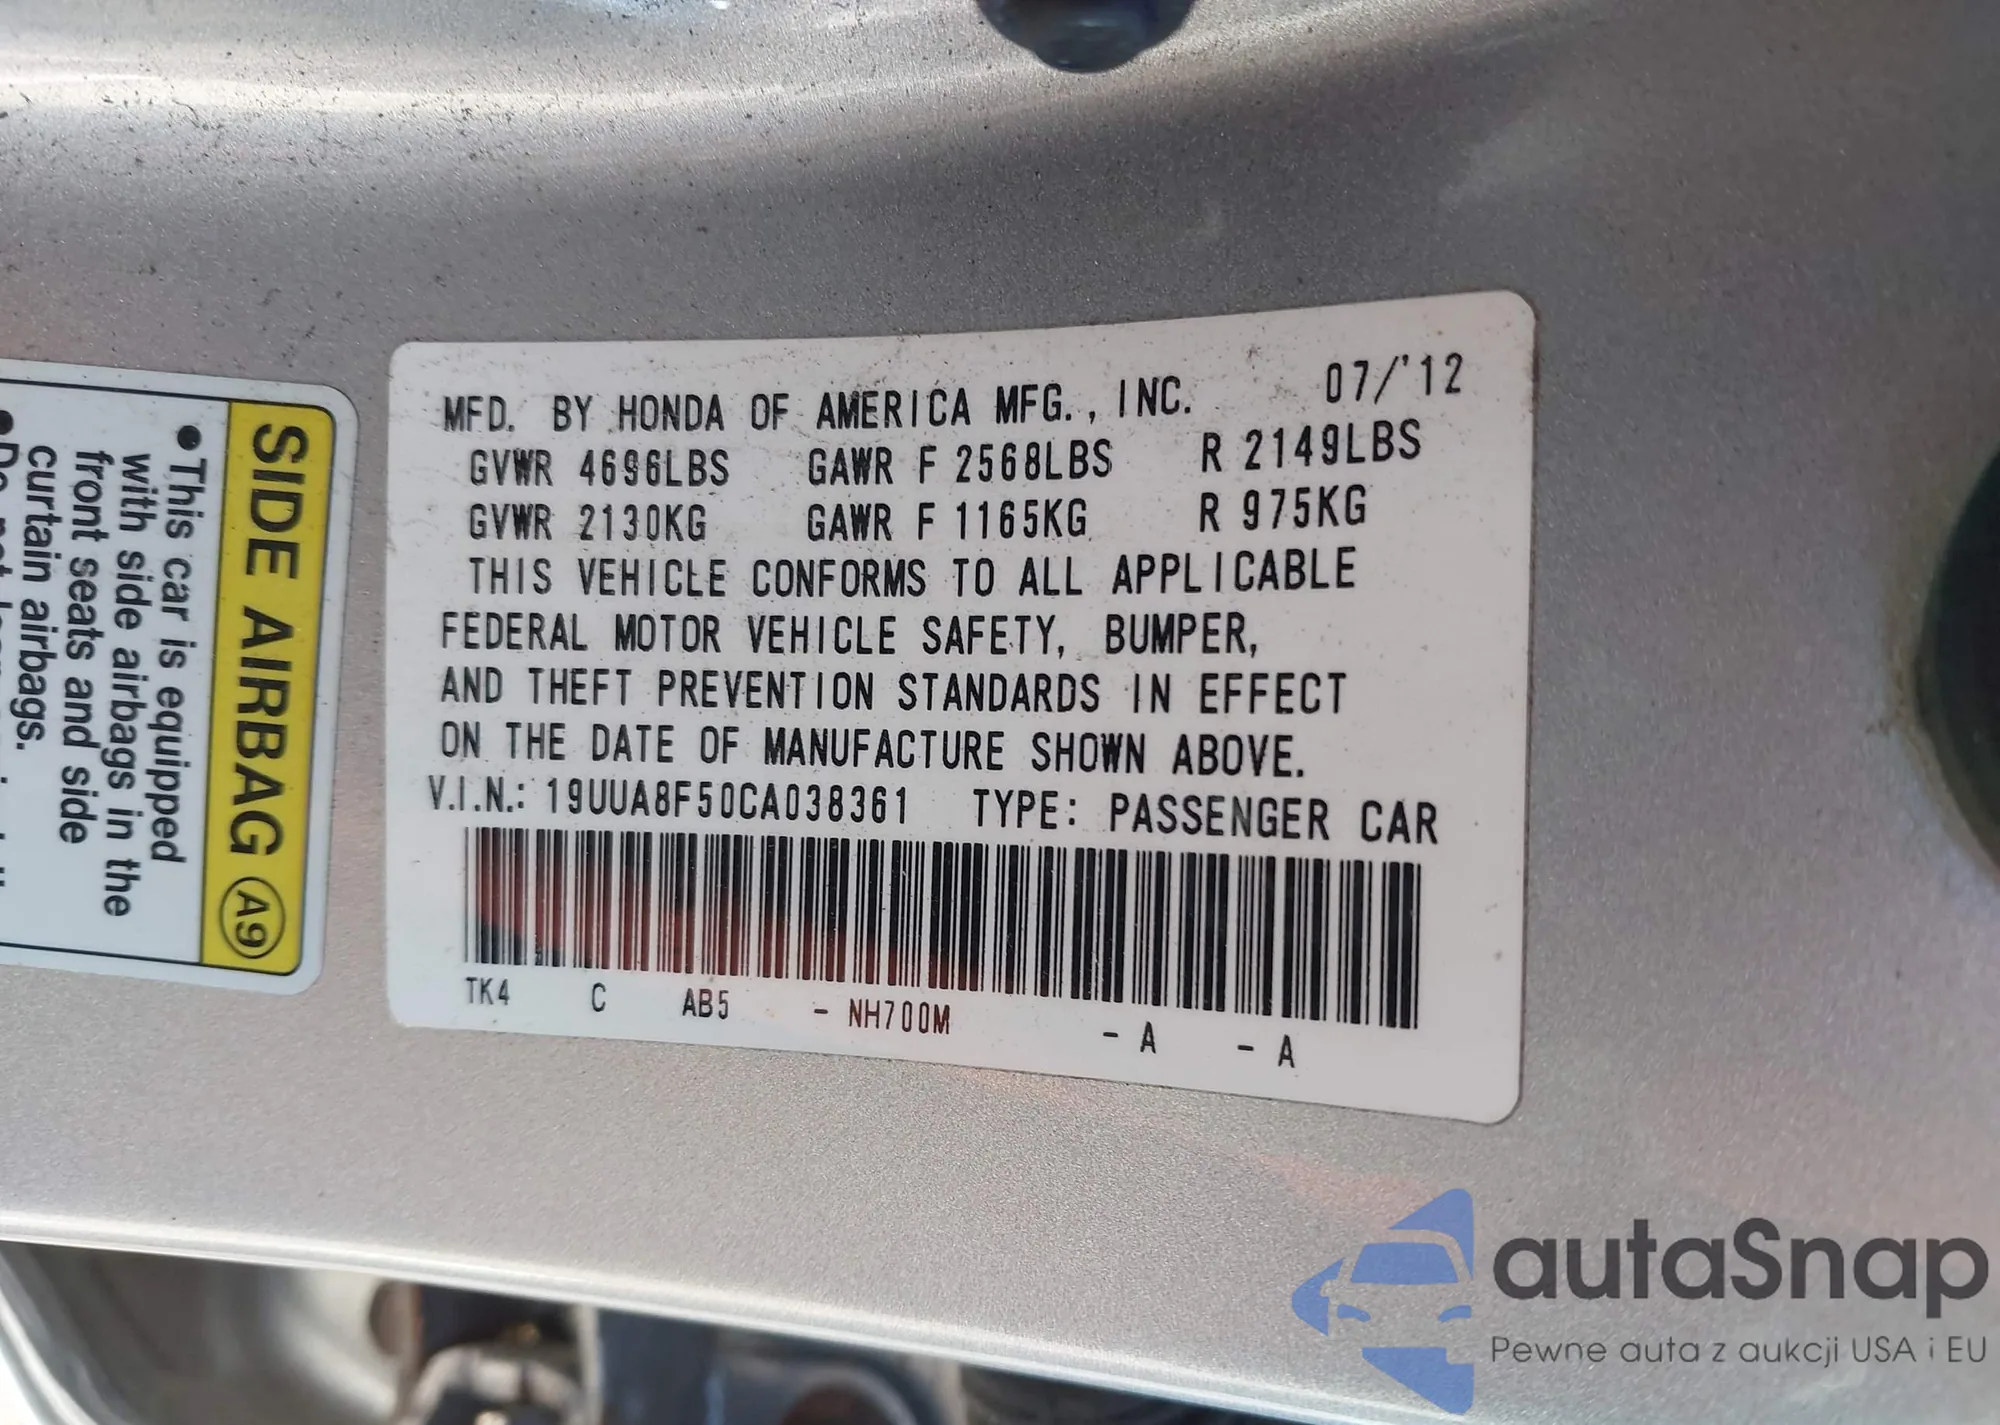 SIDE AIRBAG A9
●This car is equipped
with side airbags in the
front seats and side
curtain airbags.
MFD. BY HONDA OF AMERICA MFG., INC. 07/'12
GVWR 4696LBS GAWR F 2568LBS R 2149LBS
GVWR 2130KG GAWR F 1165KG R 975KG
THIS VEHICLE CONFORMS TO ALL APPLICABLE
FEDERAL MOTOR VEHICLE SAFETY, BUMPER,
AND THEFT PREVENTION STANDARDS IN EFFECT
ON THE DATE OF MANUFACTURE SHOWN ABOVE.
V.I.N.: 19UUA8F50CA038361 TYPE: PASSENGER CAR
TK4 C AB5 - NH700M - A - A
autaSnap
Pewne auta z aukcji USA i EU